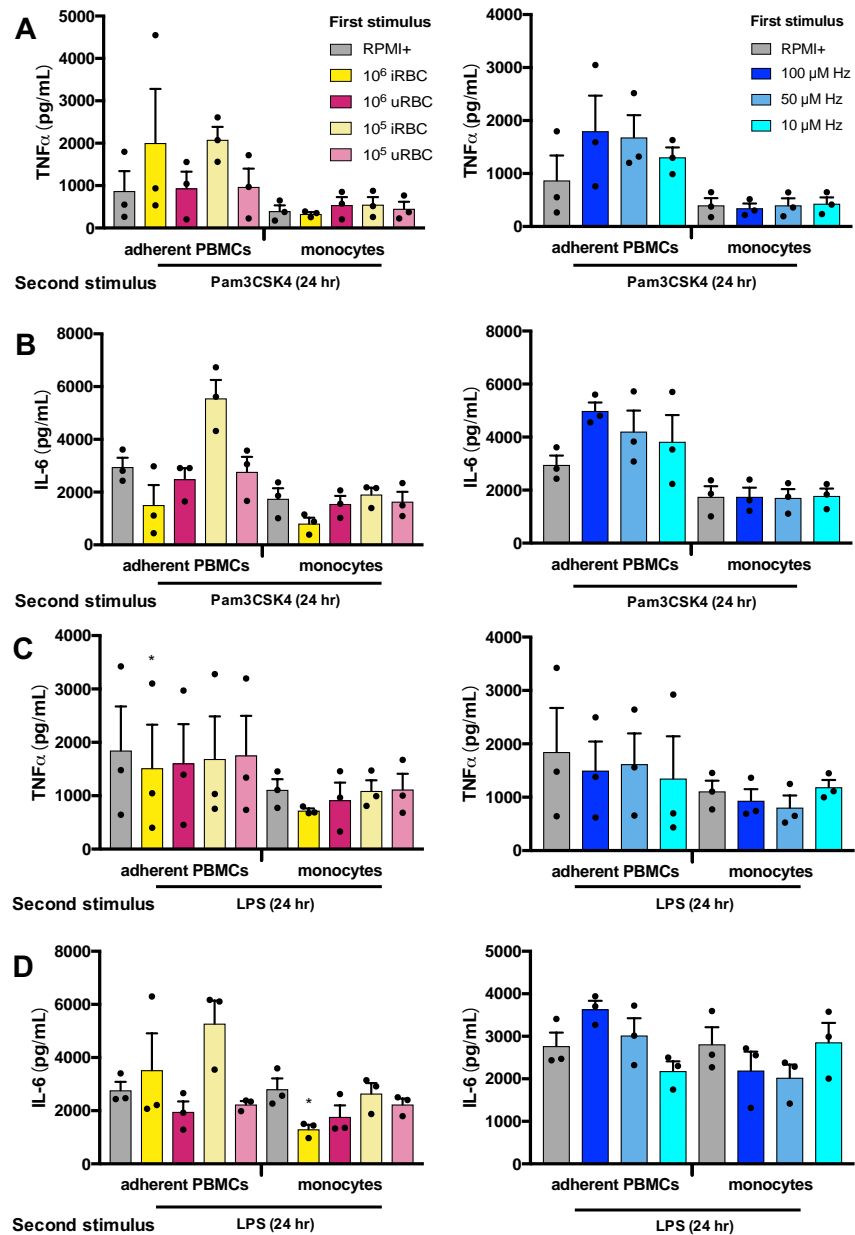 A
First stimulus
RPMI+
10⁶ iRBC
10⁶ uRBC
10⁵ iRBC
10⁵ uRBC
TNFα (pg/mL)
5000
4000
3000
2000
1000
0
adherent PBMCs
monocytes
Second stimulus
Pam3CSK4 (24 hr)
First stimulus
RPMI+
100 µM Hz
50 µM Hz
10 µM Hz
TNFα (pg/mL)
4000
3000
2000
1000
0
adherent PBMCs
monocytes
Pam3CSK4 (24 hr)
B
IL-6 (pg/mL)
8000
6000
4000
2000
0
adherent PBMCs
monocytes
Second stimulus
Pam3CSK4 (24 hr)
IL-6 (pg/mL)
8000
6000
4000
2000
0
adherent PBMCs
monocytes
Pam3CSK4 (24 hr)
C
TNFα (pg/mL)
4000
3000
2000
1000
0
*
adherent PBMCs
monocytes
Second stimulus
LPS (24 hr)
TNFα (pg/mL)
4000
3000
2000
1000
0
adherent PBMCs
monocytes
LPS (24 hr)
D
IL-6 (pg/mL)
8000
6000
4000
2000
0
*
adherent PBMCs
monocytes
Second stimulus
LPS (24 hr)
IL-6 (pg/mL)
5000
4000
3000
2000
1000
0
adherent PBMCs
monocytes
LPS (24 hr)